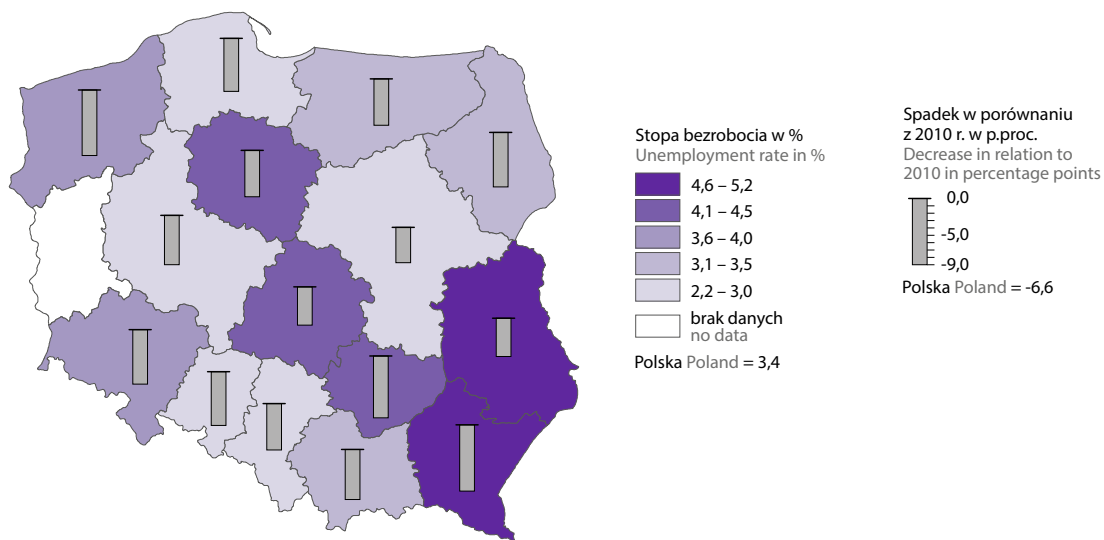 Stopa bezrobocia w %
Unemployment rate in %
4,6 – 5,2
4,1 – 4,5
3,6 – 4,0
3,1 – 3,5
2,2 – 3,0
brak danych
no data
Polska Poland = 3,4
Spadek w porównaniu
z 2010 r. w p.proc.
Decrease in relation to
2010 in percentage points
0,0
-5,0
-9,0
Polska Poland = -6,6